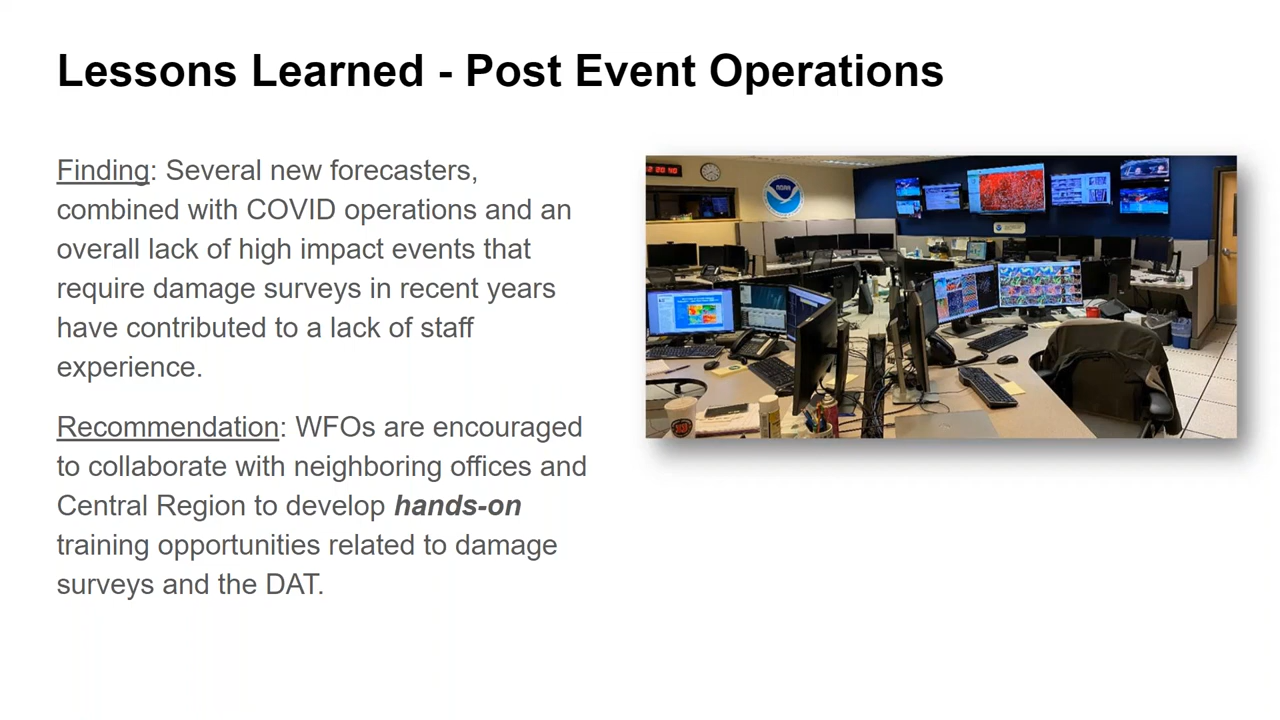 Lessons Learned - Post Event Operations
Finding: Several new forecasters,
combined with COVID operations and an
overall lack of high impact events that
require damage surveys in recent years
have contributed to a lack of staff
experience.
Recommendation: WFOs are encouraged
to collaborate with neighboring offices and
Central Region to develop hands-on
training opportunities related to damage
surveys and the DAT.
NOAA